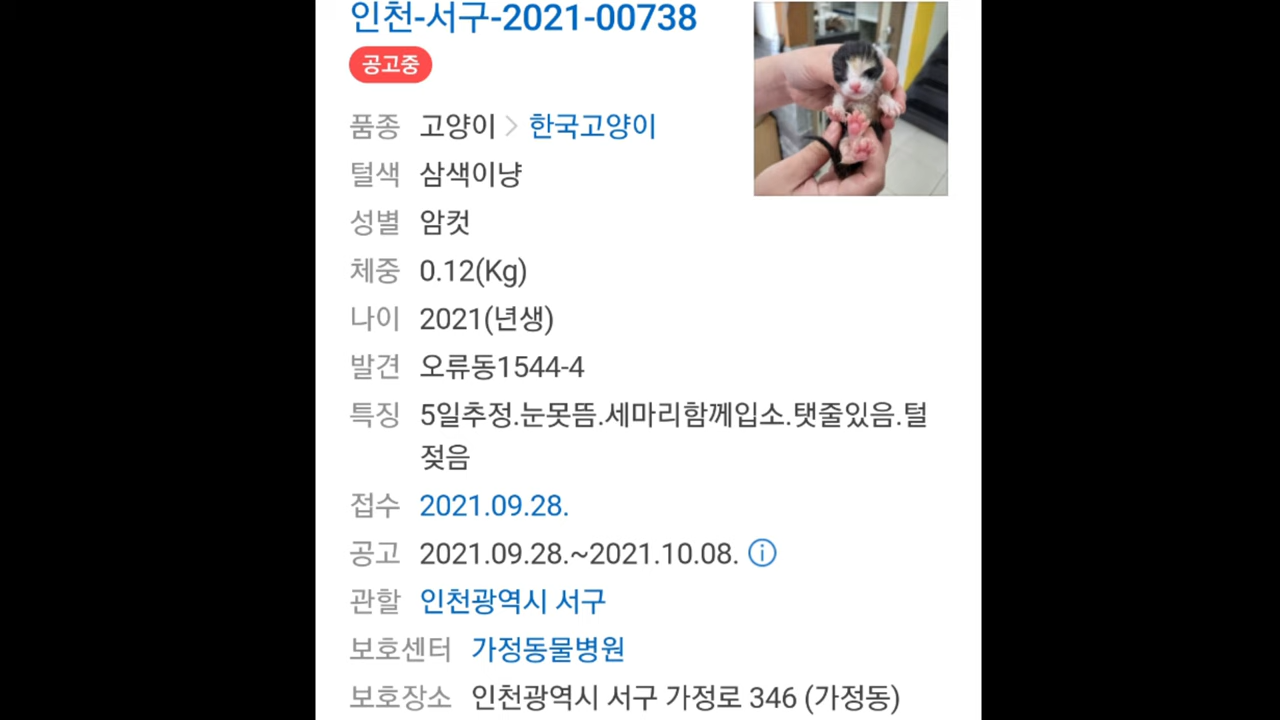 인천-서구-2021-00738
공고중
품종 고양이 > 한국고양이
털색 삼색이냥
성별 암컷
체중 0.12(Kg)
나이 2021(년생)
발견 오류동1544-4
특징 5일추정.눈못뜸.세마리함께입소.탯줄있음.털
젖음
접수 2021.09.28.
공고 2021.09.28.~2021.10.08. ⓘ
관할 인천광역시 서구
보호센터 가정동물병원
보호장소 인천광역시 서구 가정로 346 (가정동)